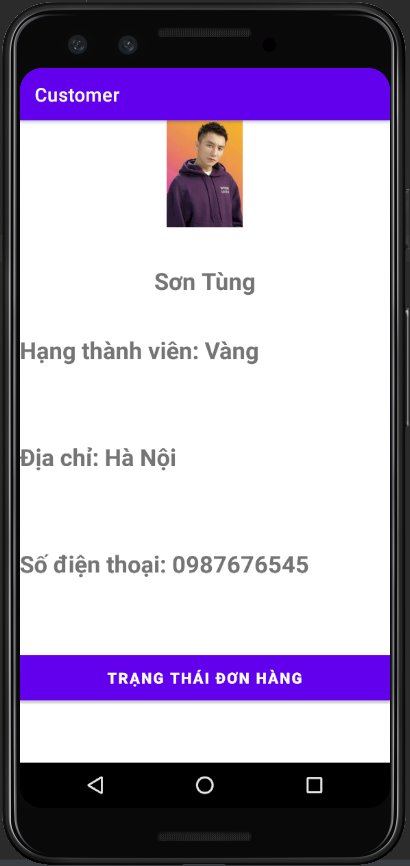 Customer
Sơn Tùng
Hạng thành viên: Vàng
Địa chỉ: Hà Nội
Số điện thoại: 0987676545
TRẠNG THÁI ĐƠN HÀNG